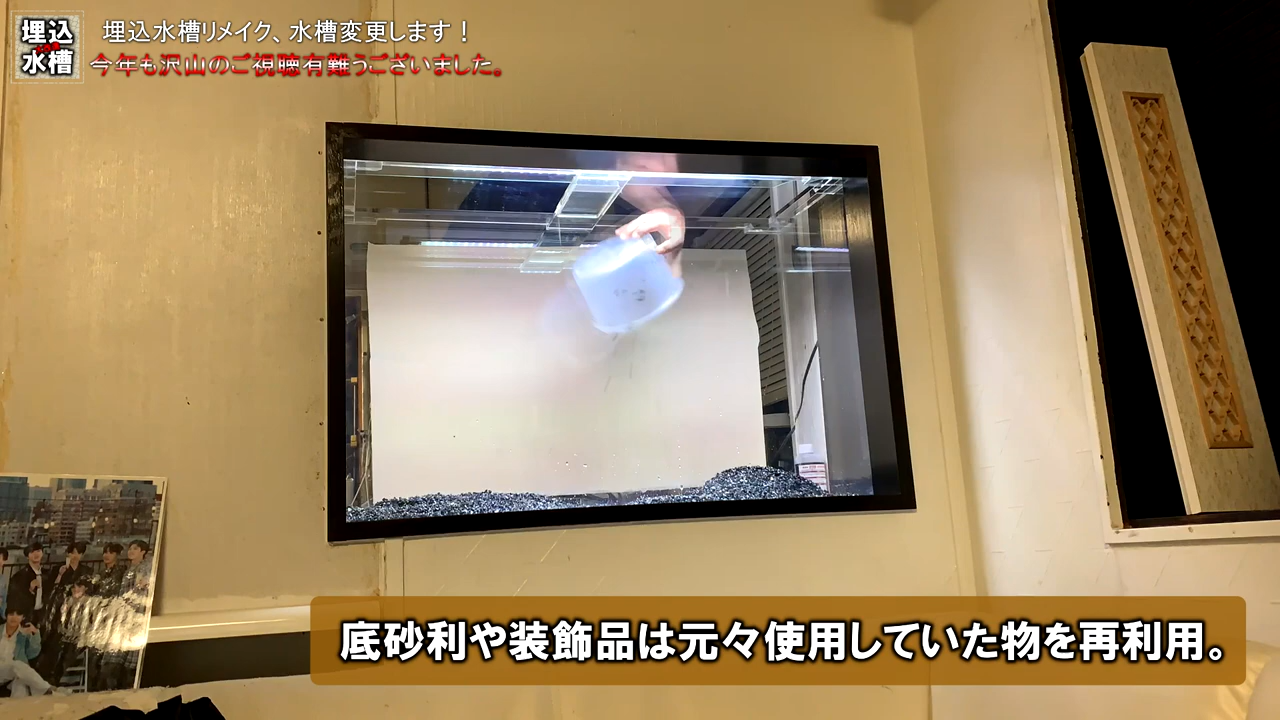 埋込
水槽
埋込水槽リメイク、水槽変更します！
今年も沢山のご視聴有難うございました。
底砂利や装飾品は元々使用していた物を再利用。